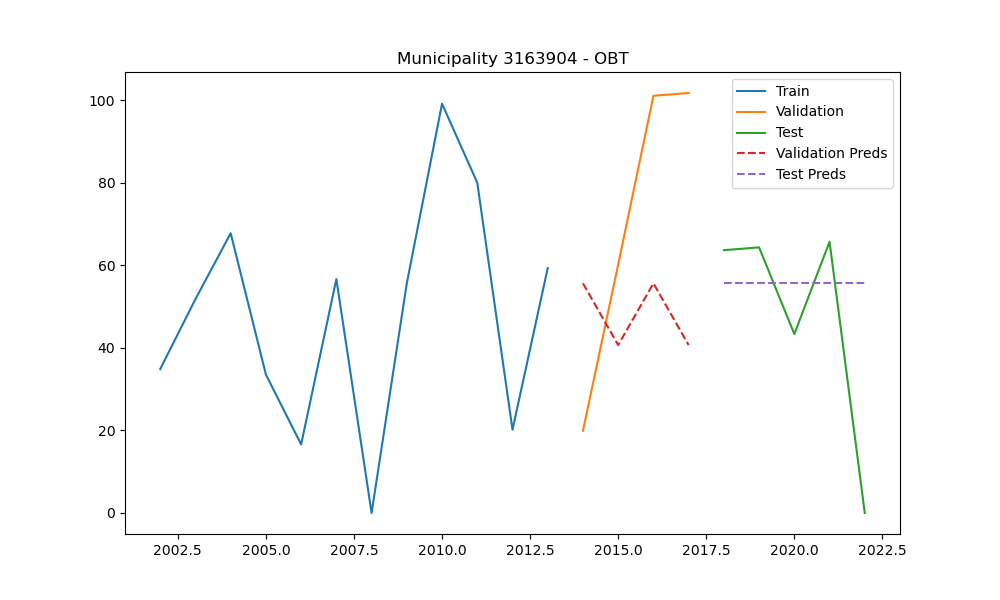 Municipality 3163904 - OBT
Train
Validation
Test
Validation Preds
Test Preds
100
80
60
40
20
0
2002.5 2005.0 2007.5 2010.0 2012.5 2015.0 2017.5 2020.0 2022.5